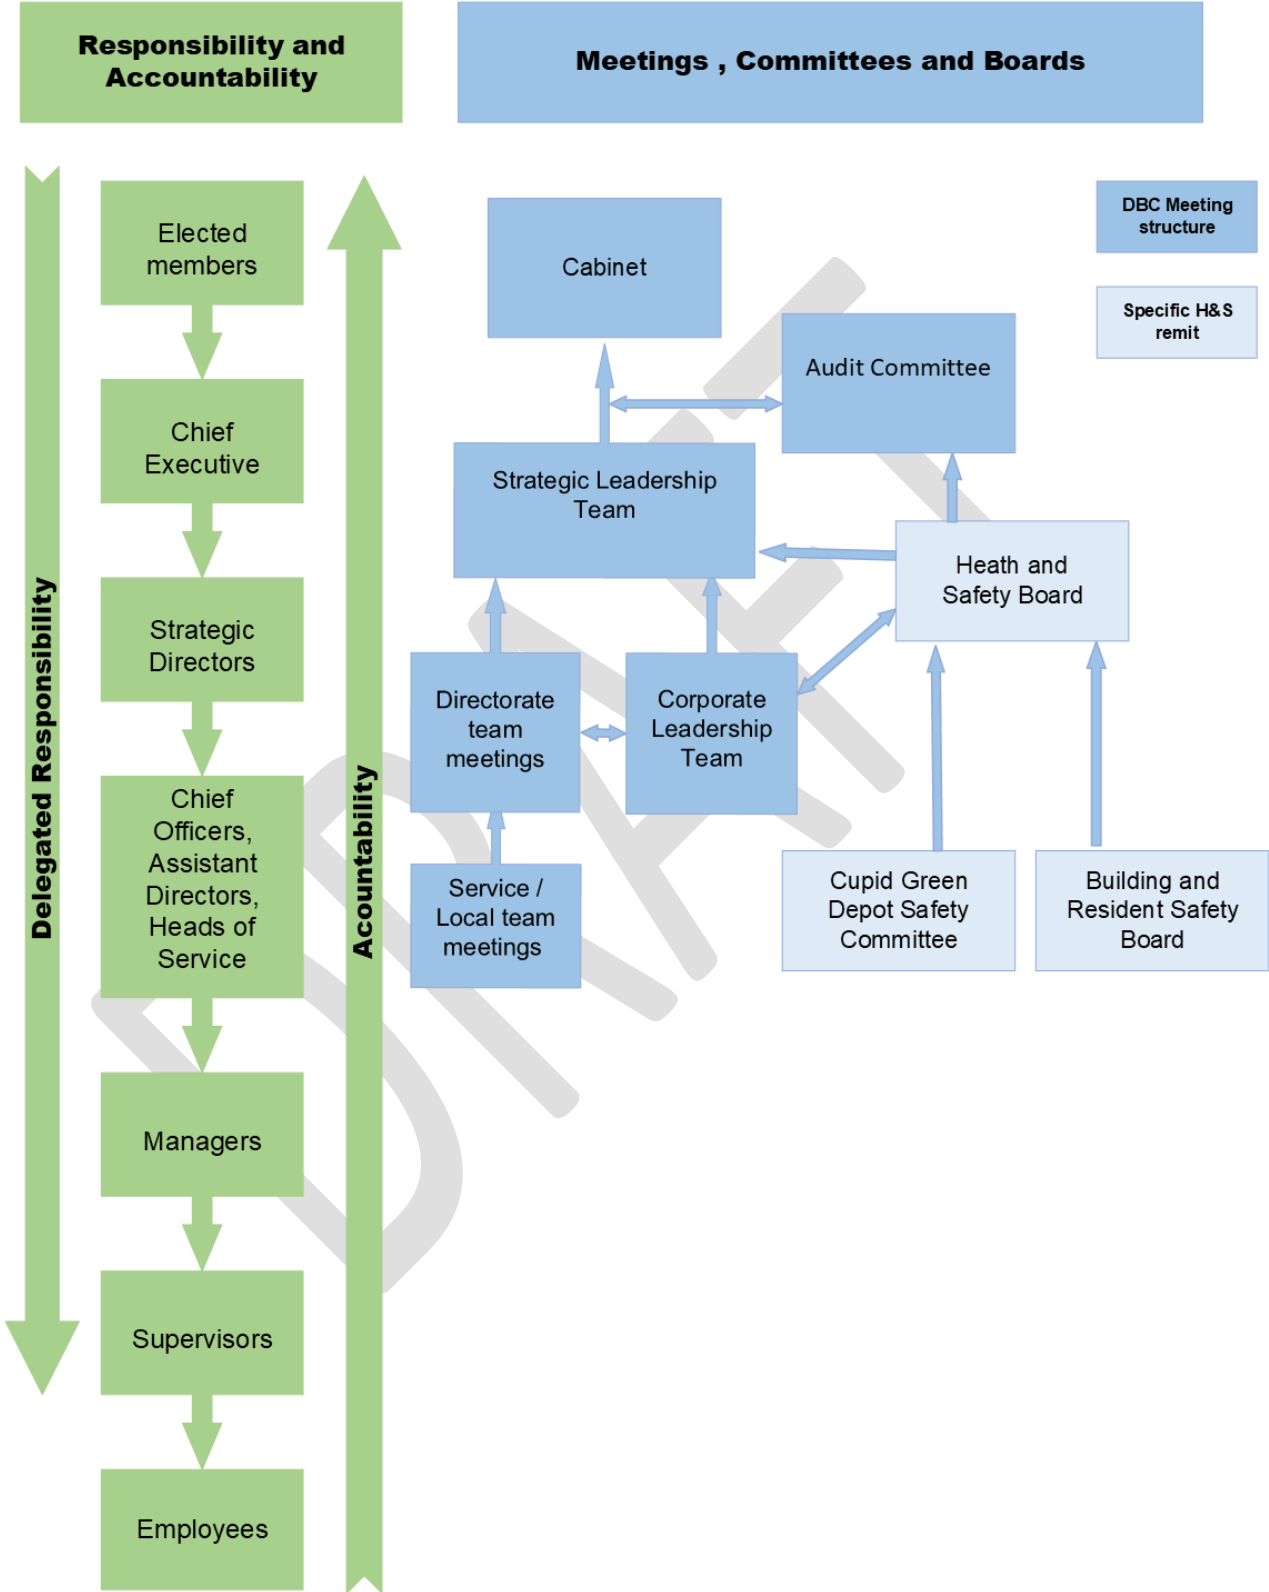 Responsibility and
Accountability
Meetings , Committees and Boards
Delegated Responsibility
Elected
members
Chief
Executive
Strategic
Directors
Chief
Officers,
Assistant
Directors,
Heads of
Service
Managers
Supervisors
Employees
Acountability
Cabinet
Audit Committee
DBC Meeting
structure
Specific H&S
remit
Strategic Leadership
Team
Heath and
Safety Board
Directorate
team
meetings
Corporate
Leadership
Team
Service /
Local team
meetings
Cupid Green
Depot Safety
Committee
Building and
Resident Safety
Board
DRAFT